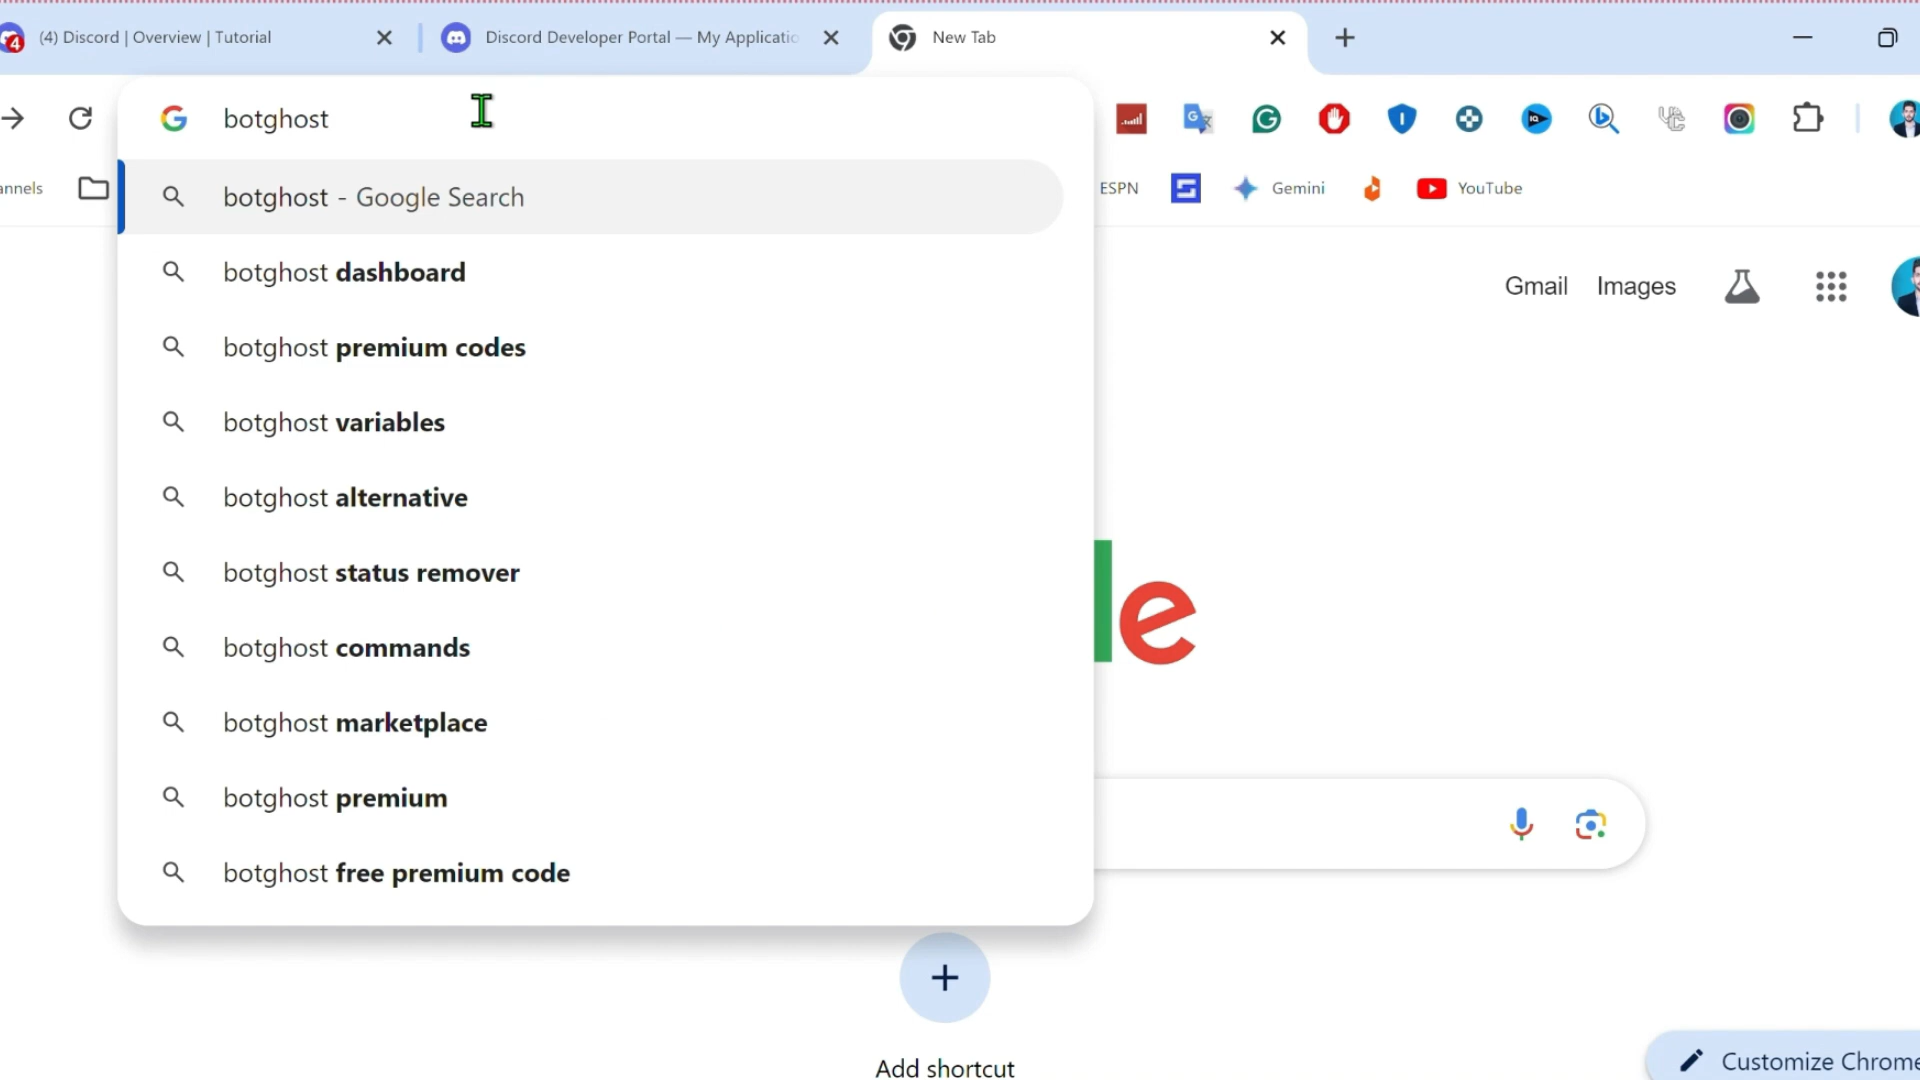 4
(4) Discord | Overview | Tutorial
Discord Developer Portal — My Applicatio
New Tab
botghost
annels
ESPN
Gemini
YouTube
botghost - Google Search
botghost dashboard
botghost premium codes
botghost variables
botghost alternative
botghost status remover
botghost commands
botghost marketplace
botghost premium
botghost free premium code
Gmail
Images
le
Add shortcut
Customize Chrome